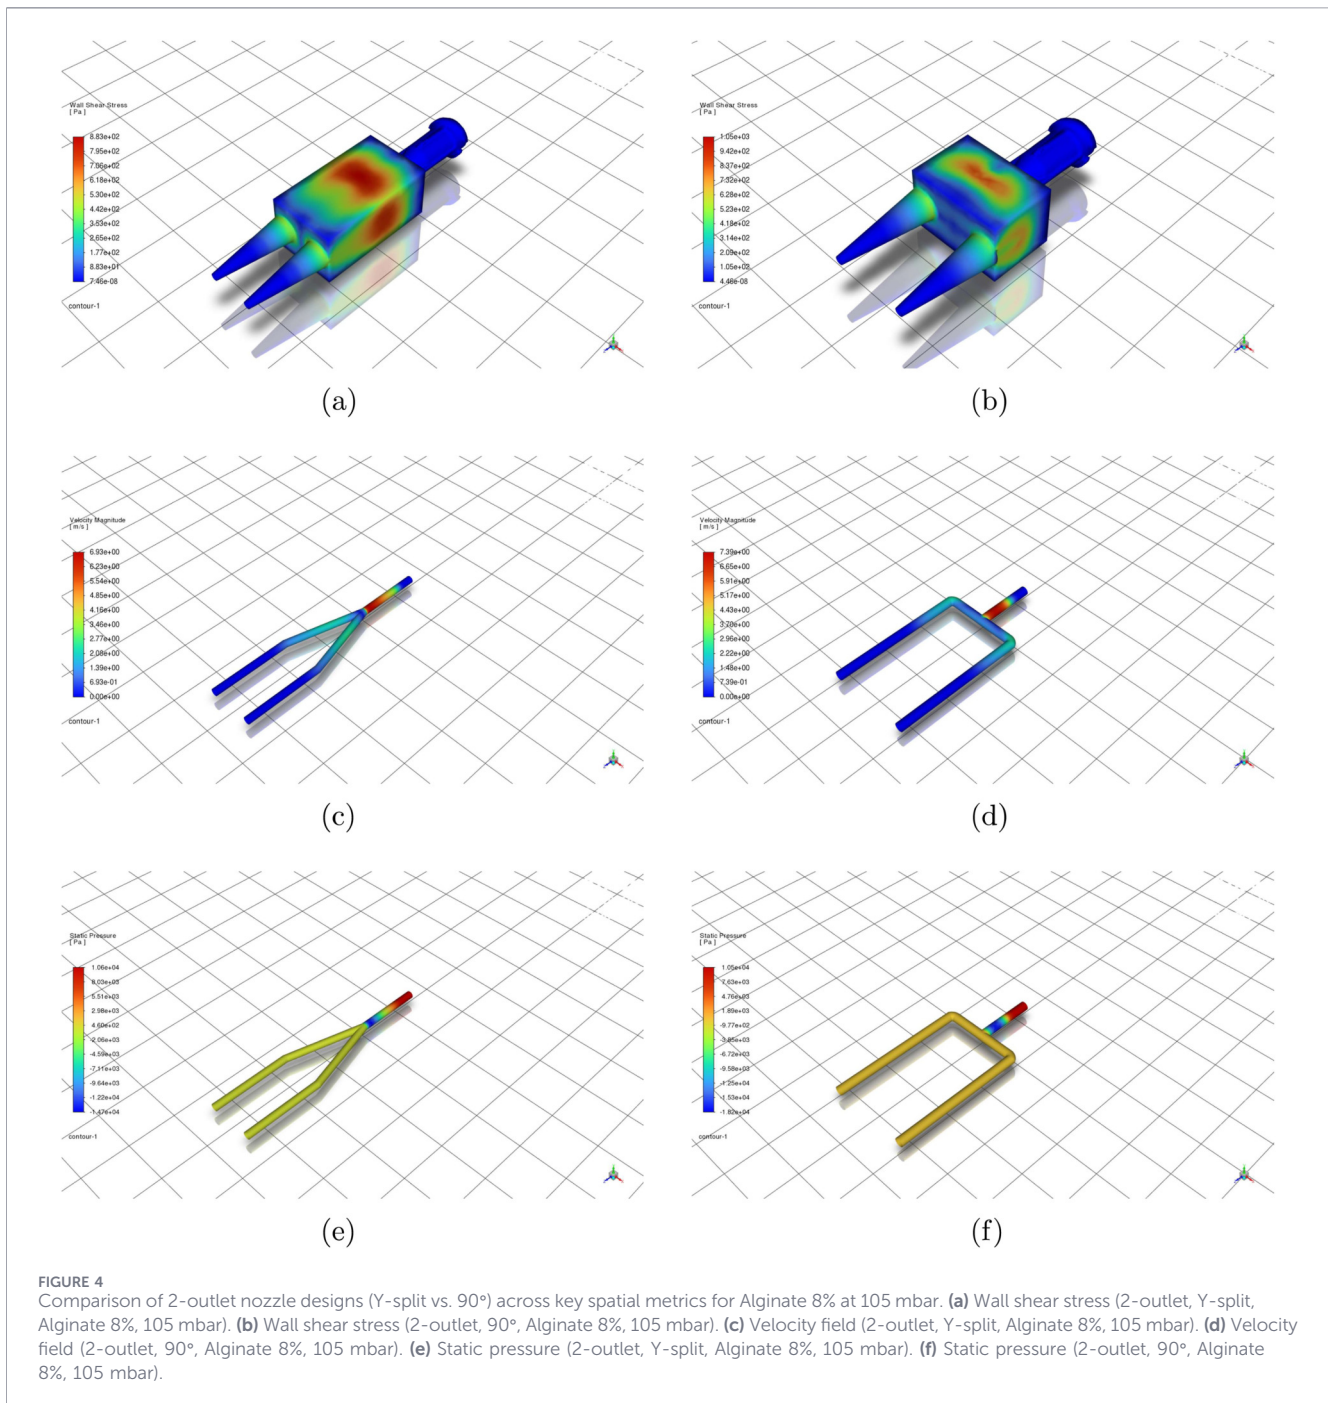 Wall Shear Stress
[ Pa ]
8.83e+02
7.95e+02
7.06e+02
6.18e+02
5.30e+02
4.42e+02
3.53e+02
2.65e+02
1.77e+02
8.83e+01
7.46e-08
contour-1
(a)
Wall Shear Stress
[ Pa ]
1.05e+03
9.42e+02
8.37e+02
7.32e+02
6.28e+02
5.23e+02
4.18e+02
3.14e+02
2.09e+02
1.05e+02
4.46e-08
contour-1
(b)
Velocity Magnitude
[ m/s ]
6.93e+00
6.23e+00
5.54e+00
4.85e+00
4.16e+00
3.46e+00
2.77e+00
2.08e+00
1.39e+00
6.93e-01
0.00e+00
contour-1
(c)
Velocity Magnitude
[ m/s ]
7.39e+00
6.65e+00
5.91e+00
5.17e+00
4.43e+00
3.70e+00
2.96e+00
2.22e+00
1.48e+00
7.39e-01
0.00e+00
contour-1
(d)
Static Pressure
[ Pa ]
1.06e+04
8.03e+03
5.51e+03
2.98e+03
4.60e+02
-2.06e+03
-4.59e+03
-7.11e+03
-9.64e+03
-1.22e+04
-1.47e+04
contour-1
(e)
Static Pressure
[ Pa ]
1.05e+04
7.63e+03
4.76e+03
1.89e+03
-9.77e+02
-3.85e+03
-6.72e+03
-9.58e+03
-1.25e+04
-1.53e+04
-1.82e+04
contour-1
(f)
FIGURE 4
Comparison of 2-outlet nozzle designs (Y-split vs. 90°) across key spatial metrics for Alginate 8% at 105 mbar. (a) Wall shear stress (2-outlet, Y-split,
Alginate 8%, 105 mbar). (b) Wall shear stress (2-outlet, 90°, Alginate 8%, 105 mbar). (c) Velocity field (2-outlet, Y-split, Alginate 8%, 105 mbar). (d) Velocity
field (2-outlet, 90°, Alginate 8%, 105 mbar). (e) Static pressure (2-outlet, Y-split, Alginate 8%, 105 mbar). (f) Static pressure (2-outlet, 90°, Alginate
8%, 105 mbar).